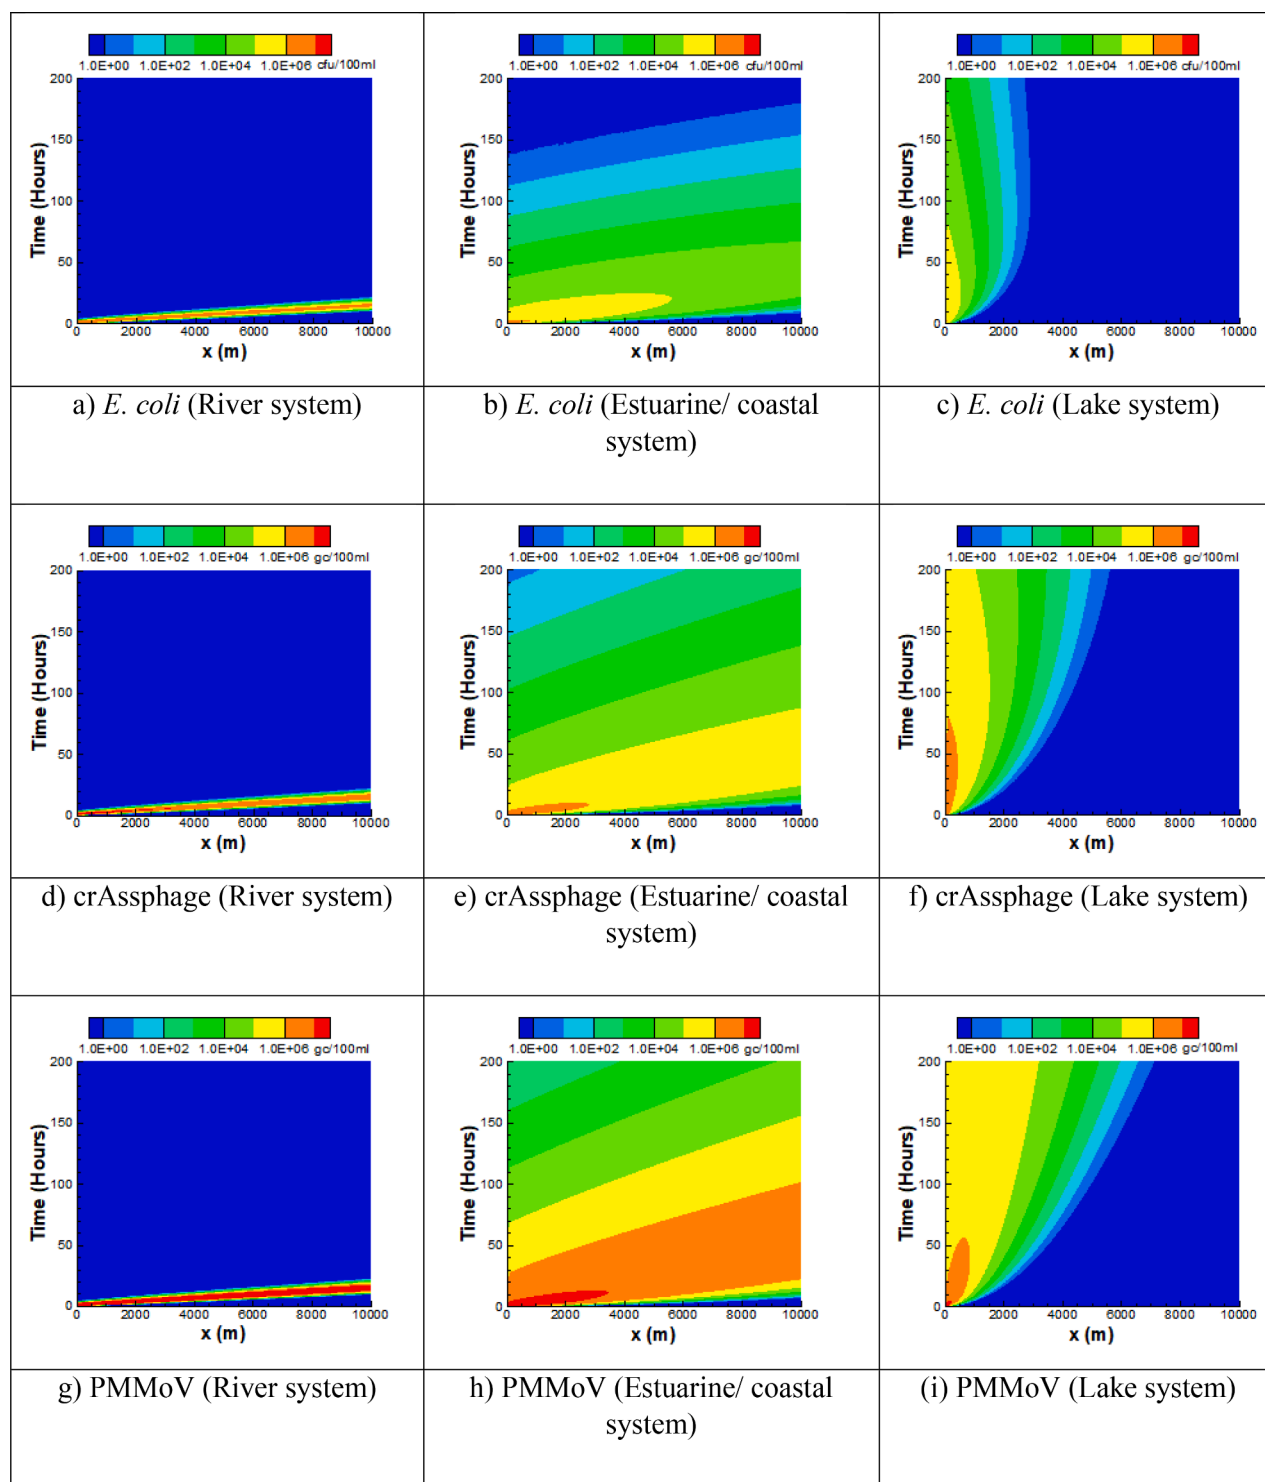 1.0E+00 1.0E+02 1.0E+04 1.0E+06 cfu/100ml
200
150
100
50
0
Time (Hours)
0 2000 4000 6000 8000 10000
x (m)
a) E. coli (River system)
1.0E+00 1.0E+02 1.0E+04 1.0E+06 cfu/100ml
200
150
100
50
0
Time (Hours)
0 2000 4000 6000 8000 10000
x (m)
b) E. coli (Estuarine/ coastal
system)
1.0E+00 1.0E+02 1.0E+04 1.0E+06 cfu/100ml
200
150
100
50
0
Time (Hours)
0 2000 4000 6000 8000 10000
x (m)
c) E. coli (Lake system)
1.0E+00 1.0E+02 1.0E+04 1.0E+06 gc/100ml
200
150
100
50
0
Time (Hours)
0 2000 4000 6000 8000 10000
x (m)
d) crAssphage (River system)
1.0E+00 1.0E+02 1.0E+04 1.0E+06 gc/100ml
200
150
100
50
0
Time (Hours)
0 2000 4000 6000 8000 10000
x (m)
e) crAssphage (Estuarine/ coastal
system)
1.0E+00 1.0E+02 1.0E+04 1.0E+06 gc/100ml
200
150
100
50
0
Time (Hours)
0 2000 4000 6000 8000 10000
x (m)
f) crAssphage (Lake system)
1.0E+00 1.0E+02 1.0E+04 1.0E+06 gc/100ml
200
150
100
50
0
Time (Hours)
0 2000 4000 6000 8000 10000
x (m)
g) PMMoV (River system)
1.0E+00 1.0E+02 1.0E+04 1.0E+06 gc/100ml
200
150
100
50
0
Time (Hours)
0 2000 4000 6000 8000 10000
x (m)
h) PMMoV (Estuarine/ coastal
system)
1.0E+00 1.0E+02 1.0E+04 1.0E+06 gc/100ml
200
150
100
50
0
Time (Hours)
0 2000 4000 6000 8000 10000
x (m)
(i) PMMoV (Lake system)